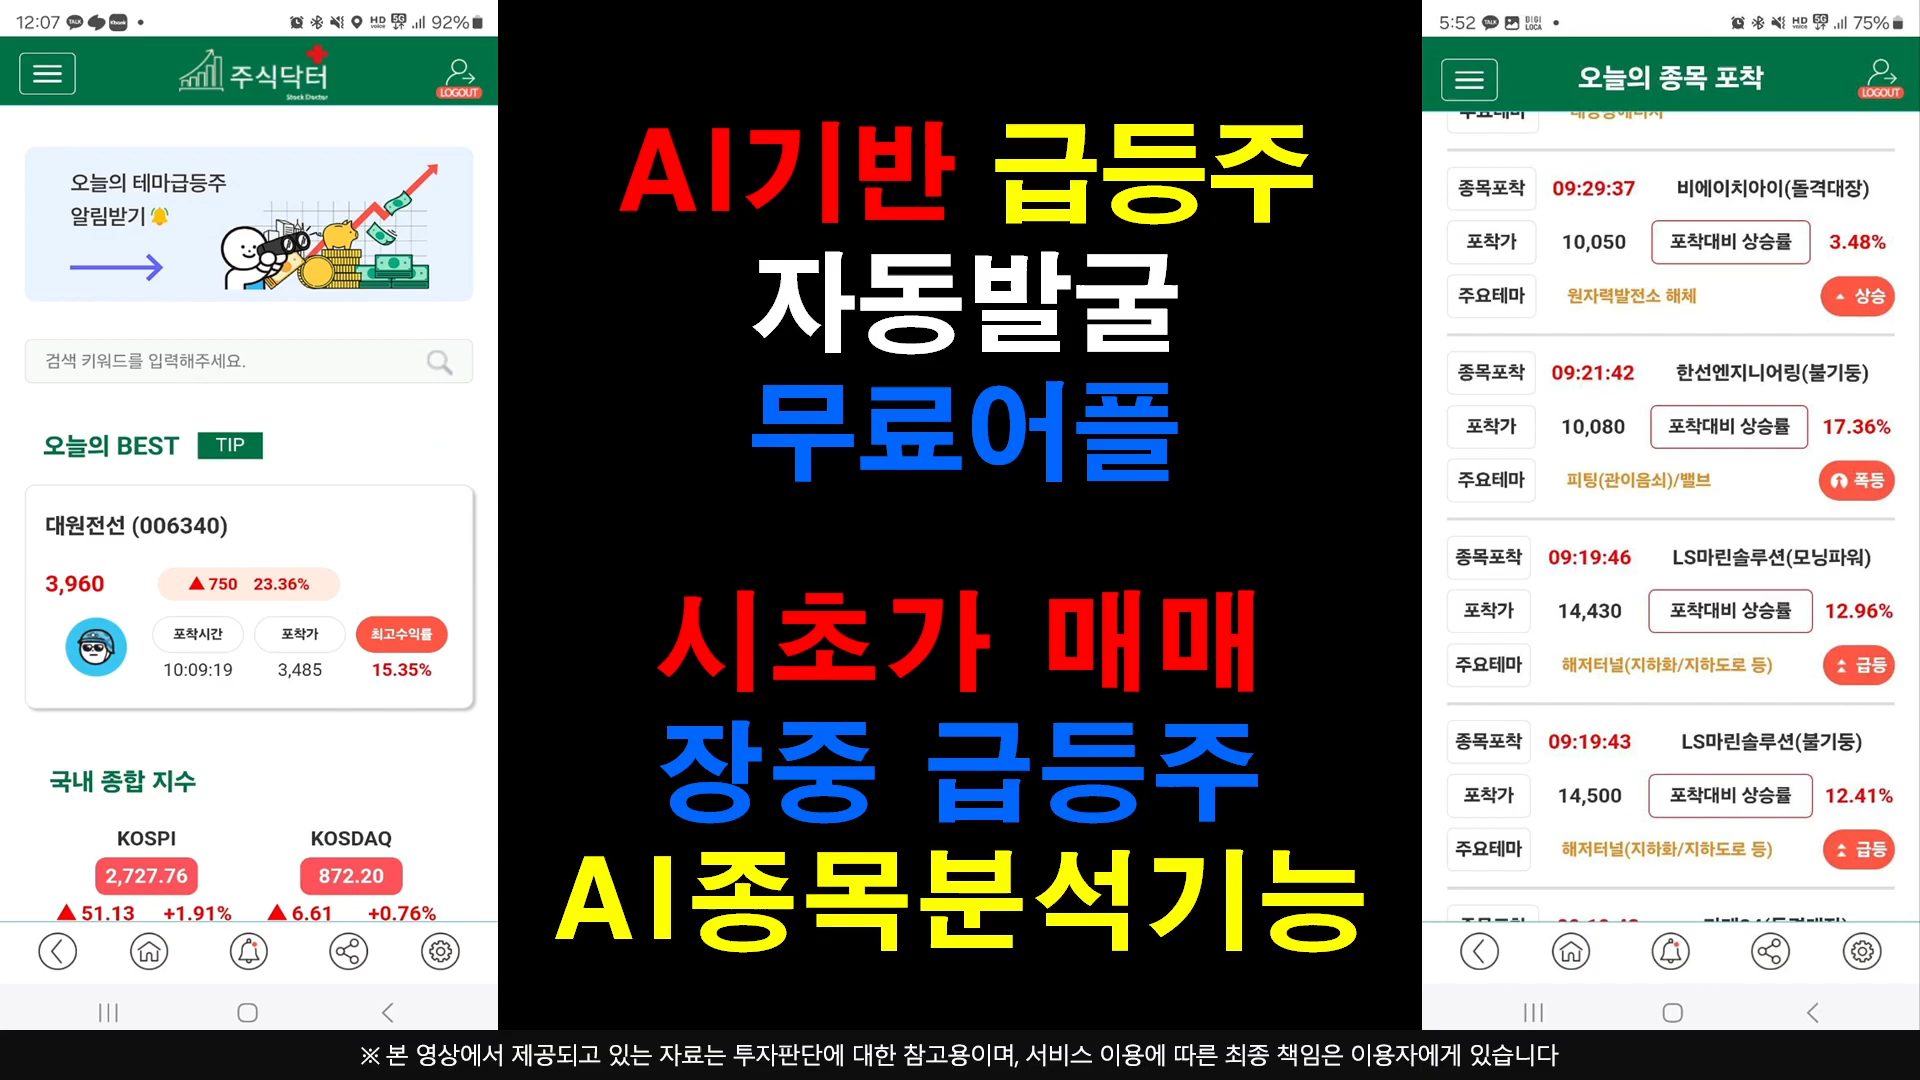 12:07
92%
주식닥터
Stock Doctor
LOGOUT
오늘의 테마급등주
알림받기
검색 키워드를 입력해주세요.
오늘의 BEST TIP
대원전선 (006340)
3,960 ▲750 23.36%
포착시간 포착가 최고수익률
10:09:19 3,485 15.35%
국내 종합 지수
KOSPI KOSDAQ
2,727.76 872.20
▲51.13 +1.91% ▲6.61 +0.76%
AI기반 급등주
자동발굴
무료어플
시초가 매매
장중 급등주
AI종목분석기능
5:52
75%
오늘의 종목 포착
LOGOUT
종목포착 09:29:37 비에이치아이(돌격대장)
포착가 10,050 포착대비 상승률 3.48%
주요테마 원자력발전소 해체 상승
종목포착 09:21:42 한선엔지니어링(불기둥)
포착가 10,080 포착대비 상승률 17.36%
주요테마 피팅(관이음쇠)/밸브 폭등
종목포착 09:19:46 LS마린솔루션(모닝파워)
포착가 14,430 포착대비 상승률 12.96%
주요테마 해저터널(지하화/지하도로 등) 급등
종목포착 09:19:43 LS마린솔루션(불기둥)
포착가 14,500 포착대비 상승률 12.41%
주요테마 해저터널(지하화/지하도로 등) 급등
※ 본 영상에서 제공되고 있는 자료는 투자판단에 대한 참고용이며, 서비스 이용에 따른 최종 책임은 이용자에게 있습니다